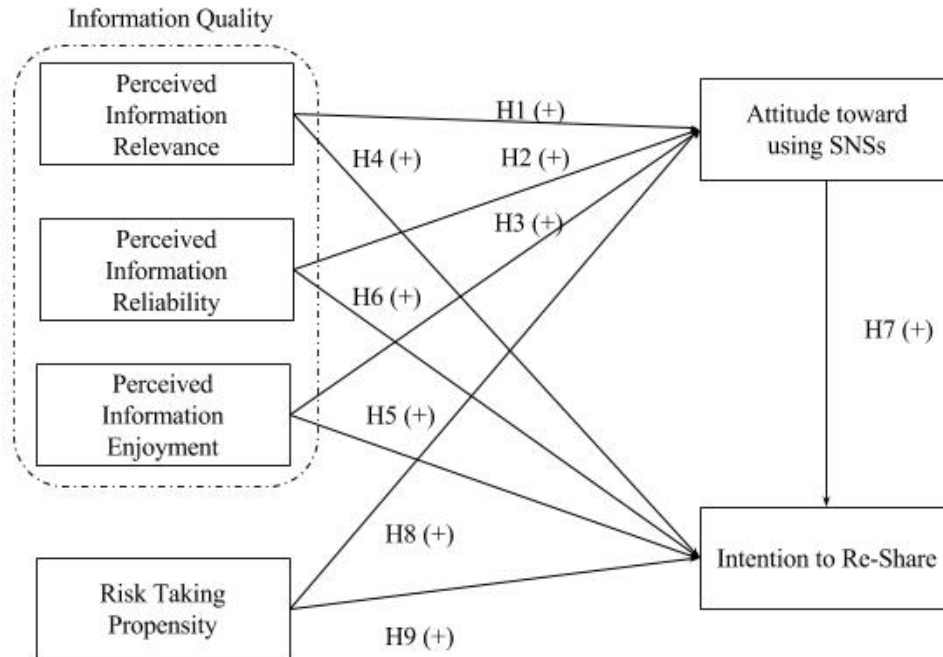 Information Quality
Perceived
Information
Relevance
H1 (+)
Attitude toward
using SNSs
H4 (+)
H2 (+)
H3 (+)
Perceived
Information
Reliability
H6 (+)
H7 (+)
Perceived
Information
Enjoyment
H5 (+)
H8 (+)
Intention to Re-Share
Risk Taking
Propensity
H9 (+)